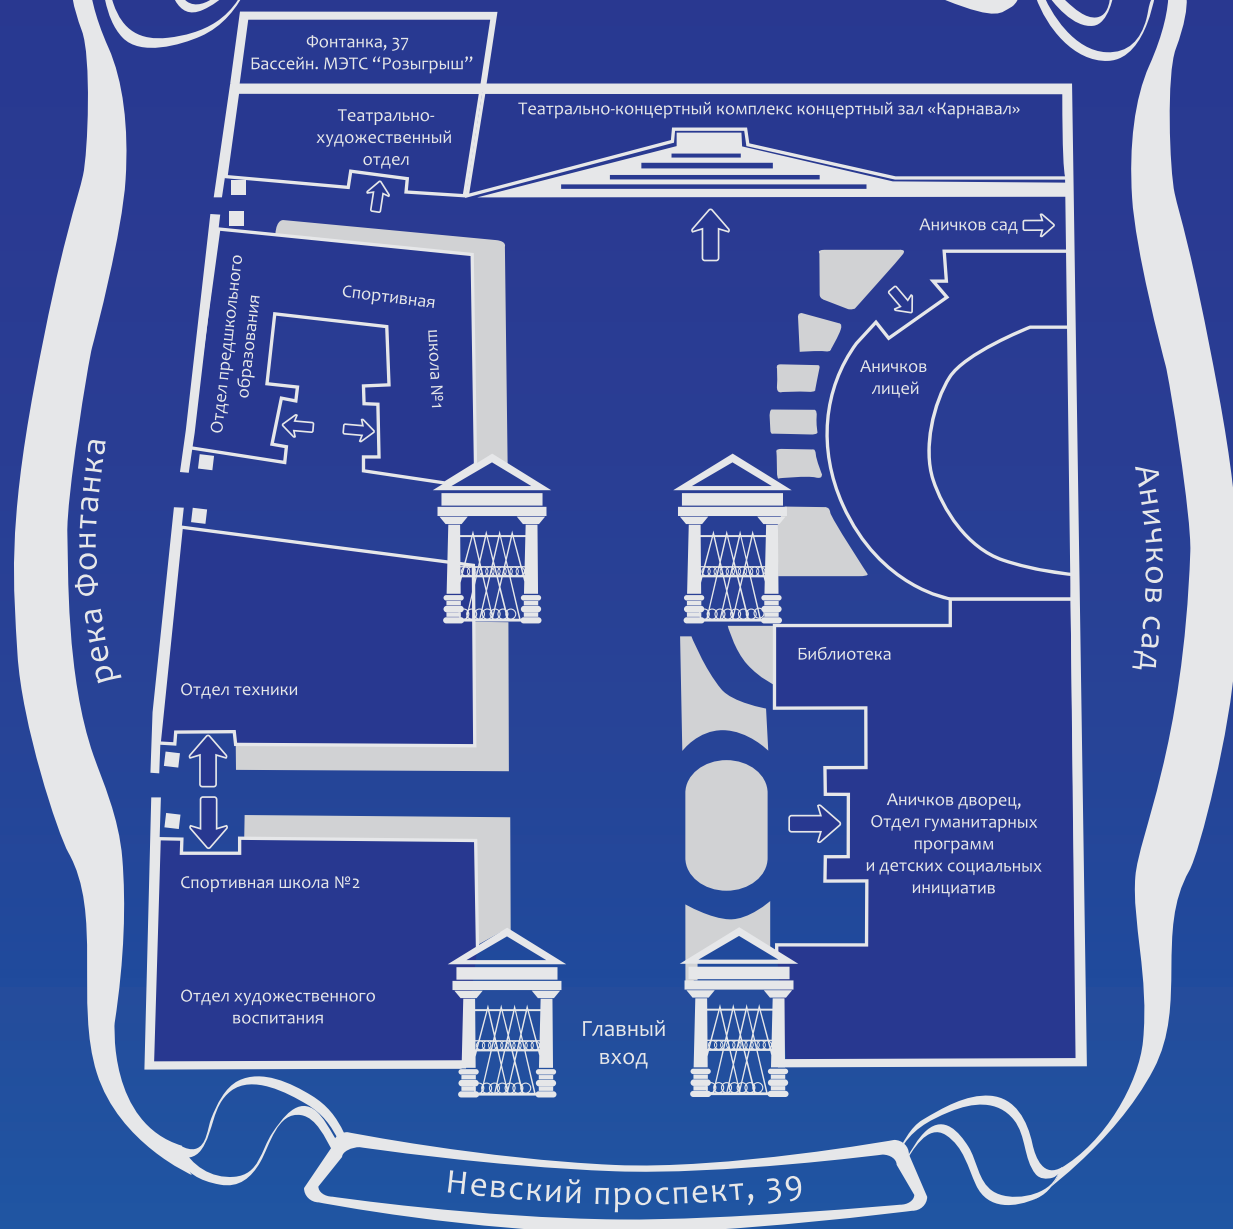 Фонтанка, 37
Бассейн. МЭТС “Розыгрыш”
Театрально-
художественный
отдел
Театрально-концертный комплекс концертный зал «Карнавал»
Аничков сад
Отдел предшкольного
образования
Спортивная
школа №1
Аничков
лицей
река Фонтанка
Аничков сад
Отдел техники
Библиотека
Аничков дворец,
Отдел гуманитарных
программ
и детских социальных
инициатив
Спортивная школа №2
Отдел художественного
воспитания
Главный
вход
Невский проспект, 39